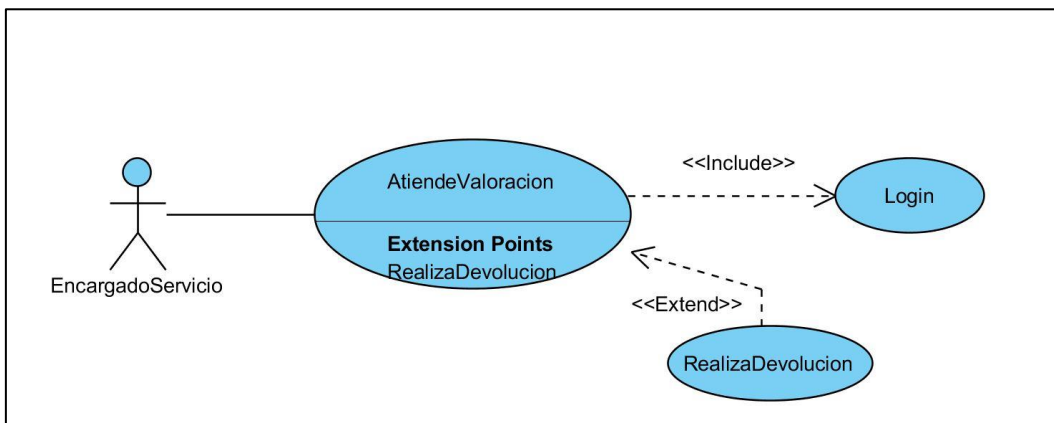 AtiendeValoracion
<<Include>>
Login
Extension Points
RealizaDevolucion
EncargadoServicio
<<Extend>>
RealizaDevolucion